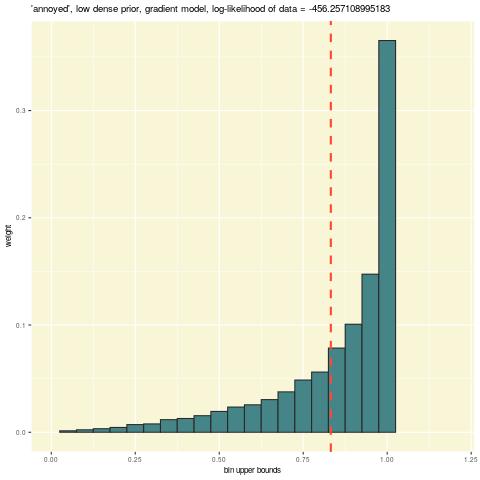 'annoyed', low dense prior, gradient model, log-likelihood of data = -456.257108995183
weight
0.3
0.2
0.1
0.0
0.00 0.25 0.50 0.75 1.00 1.25
bin upper bounds